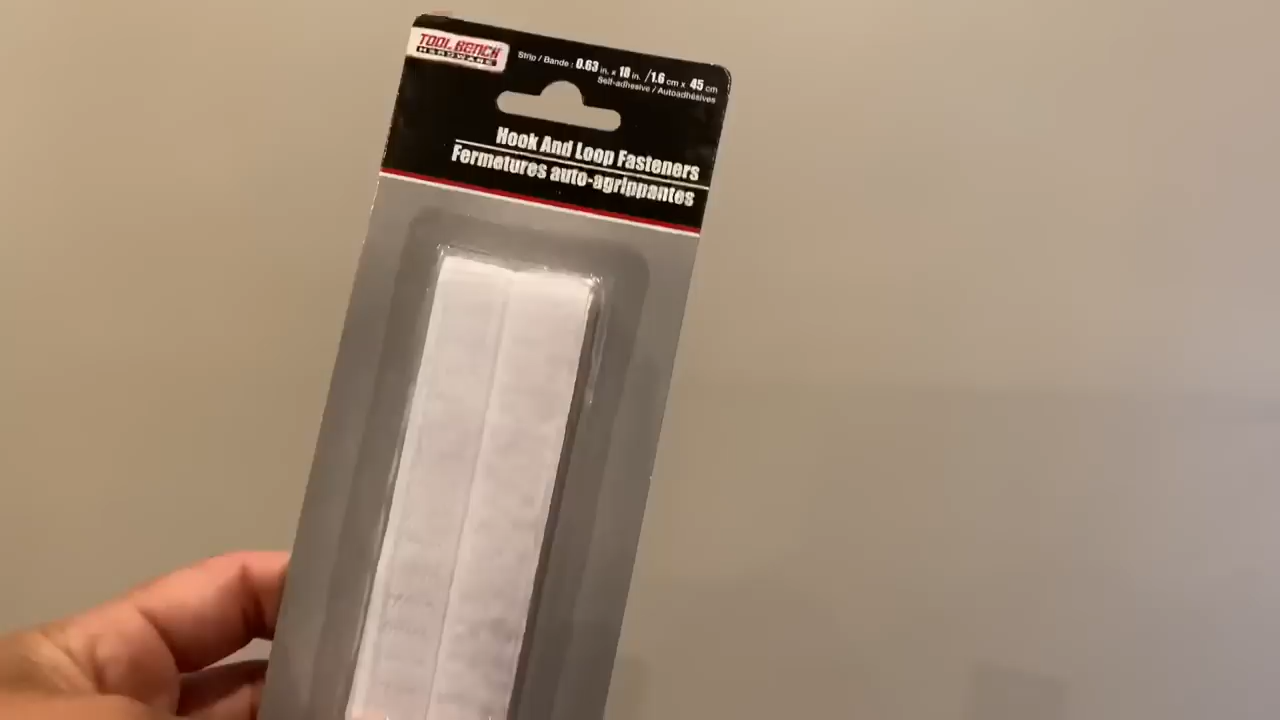 TOOL BENCH
HARDWARE
Strip / Bande : 0.63 in. x 18 in. / 1.6 cm x 45 cm
Self-adhesive / Autoadhésives
Hook And Loop Fasteners
Fermetures auto-agrippantes